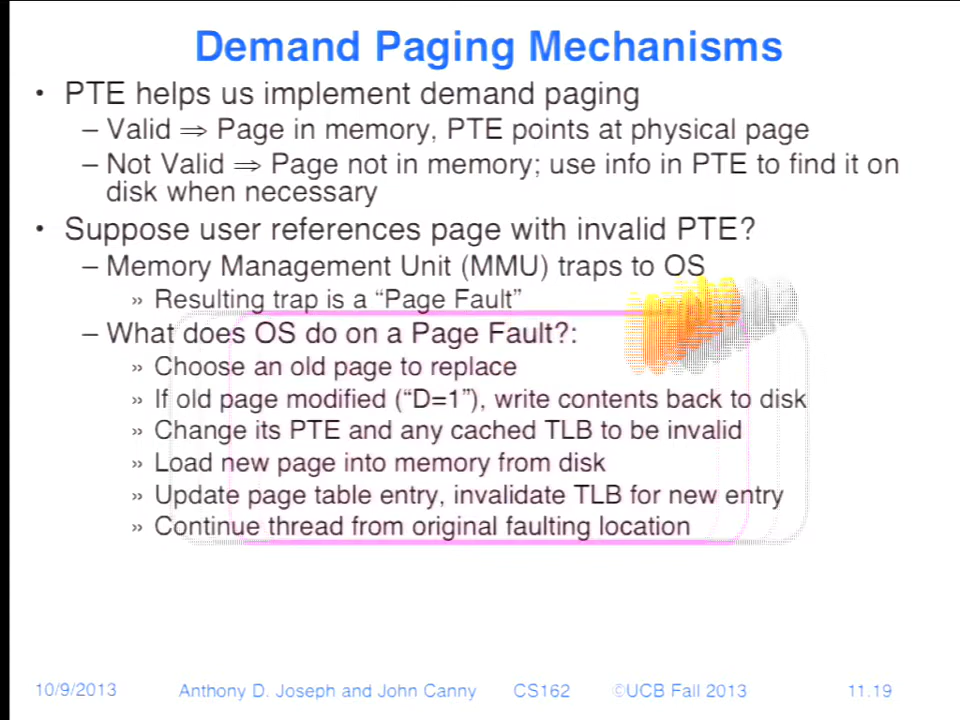 Demand Paging Mechanisms
• PTE helps us implement demand paging
– Valid ⇒ Page in memory, PTE points at physical page
– Not Valid ⇒ Page not in memory; use info in PTE to find it on
disk when necessary
• Suppose user references page with invalid PTE?
– Memory Management Unit (MMU) traps to OS
» Resulting trap is a “Page Fault”
– What does OS do on a Page Fault?:
» Choose an old page to replace
» If old page modified (“D=1”), write contents back to disk
» Change its PTE and any cached TLB to be invalid
» Load new page into memory from disk
» Update page table entry, invalidate TLB for new entry
» Continue thread from original faulting location
10/9/2013 Anthony D. Joseph and John Canny CS162 ©UCB Fall 2013 11.19